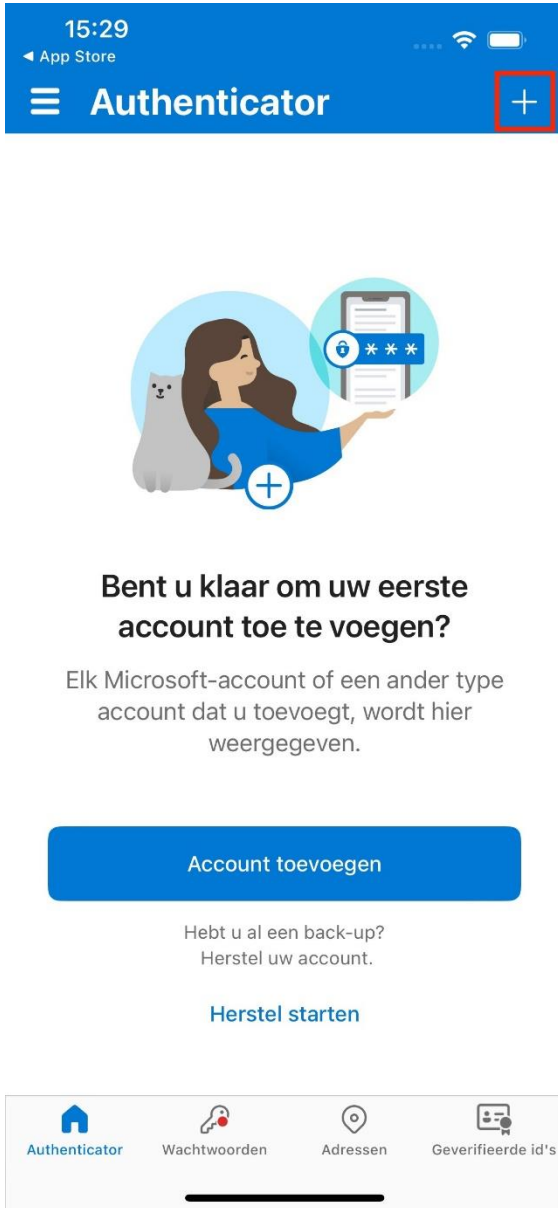 15:29
◀ App Store
Authenticator
* * *
Bent u klaar om uw eerste
account toe te voegen?
Elk Microsoft-account of een ander type
account dat u toevoegt, wordt hier
weergegeven.
Account toevoegen
Hebt u al een back-up?
Herstel uw account.
Herstel starten
Authenticator Wachtwoorden Adressen Geverifieerde id's